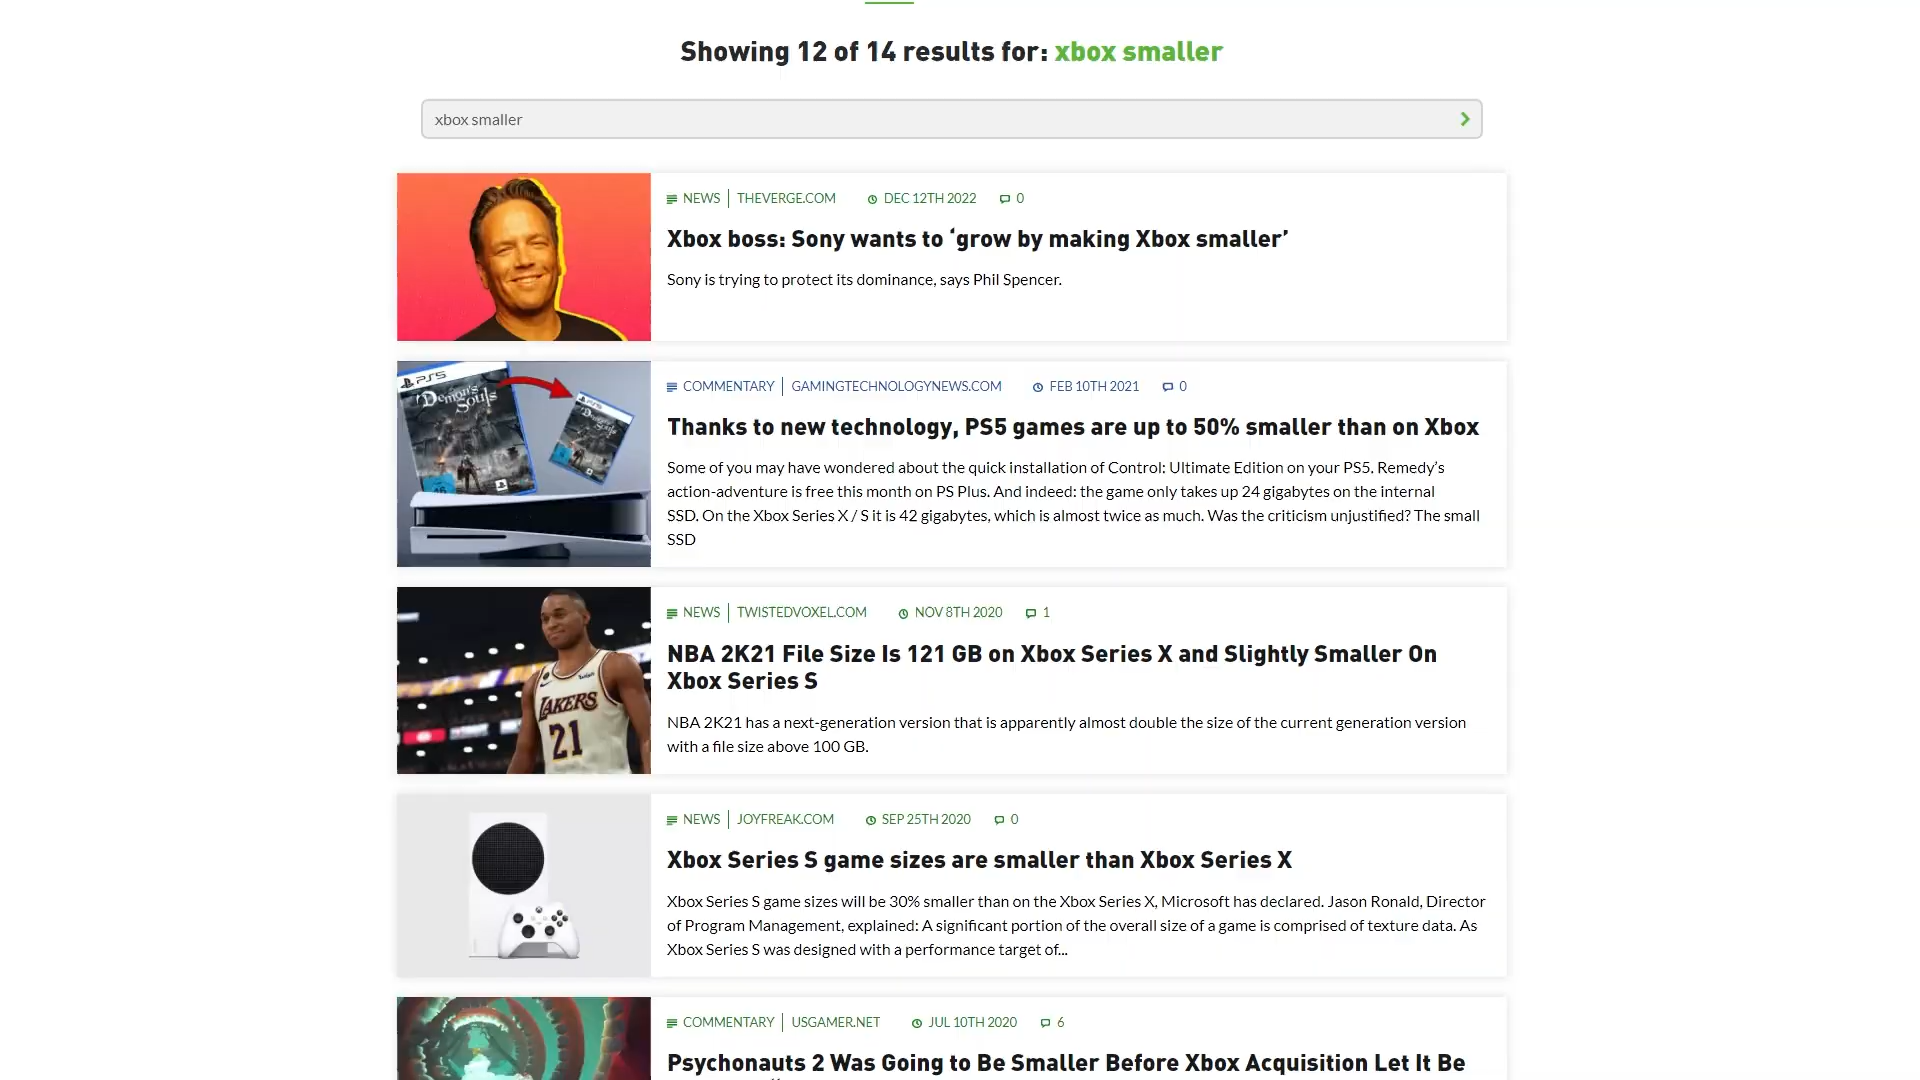 Showing 12 of 14 results for: xbox smaller
xbox smaller
NEWS | THEVERGE.COM DEC 12TH 2022 0
Xbox boss: Sony wants to ‘grow by making Xbox smaller’
Sony is trying to protect its dominance, says Phil Spencer.
PS5
Demon's Souls
PS5
COMMENTARY | GAMINGTECHNOLOGYNEWS.COM FEB 10TH 2021 0
Thanks to new technology, PS5 games are up to 50% smaller than on Xbox
Some of you may have wondered about the quick installation of Control: Ultimate Edition on your PS5. Remedy’s
action-adventure is free this month on PS Plus. And indeed: the game only takes up 24 gigabytes on the internal
SSD. On the Xbox Series X / S it is 42 gigabytes, which is almost twice as much. Was the criticism unjustified? The small
SSD
LAKERS
21
NEWS | TWISTEDVOXEL.COM NOV 8TH 2020 1
NBA 2K21 File Size Is 121 GB on Xbox Series X and Slightly Smaller On
Xbox Series S
NBA 2K21 has a next-generation version that is apparently almost double the size of the current generation version
with a file size above 100 GB.
NEWS | JOYFREAK.COM SEP 25TH 2020 0
Xbox Series S game sizes are smaller than Xbox Series X
Xbox Series S game sizes will be 30% smaller than on the Xbox Series X, Microsoft has declared. Jason Ronald, Director
of Program Management, explained: A significant portion of the overall size of a game is comprised of texture data. As
Xbox Series S was designed with a performance target of...
COMMENTARY | USGAMER.NET JUL 10TH 2020 6
Psychonauts 2 Was Going to Be Smaller Before Xbox Acquisition Let It Be